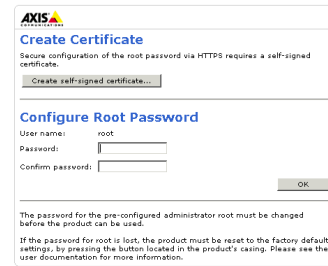 AXIS
COMMUNICATIONS
Create Certificate
Secure configuration of the root password via HTTPS requires a self-signed
certificate.
Create self-signed certificate...
Configure Root Password
User name: root
Password:
Confirm password:
OK
The password for the pre-configured administrator root must be changed
before the product can be used.
If the password for root is lost, the product must be reset to the factory default
settings, by pressing the button located in the product's casing. Please see the
user documentation for more information.